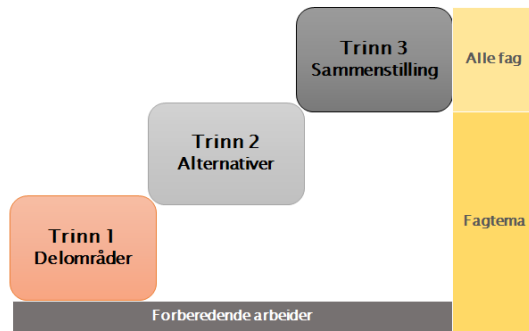 Trinn 3
Sammenstilling
Alle fag
Trinn 2
Alternativer
Trinn 1
Delområder
Fagtema
Forberedende arbeider